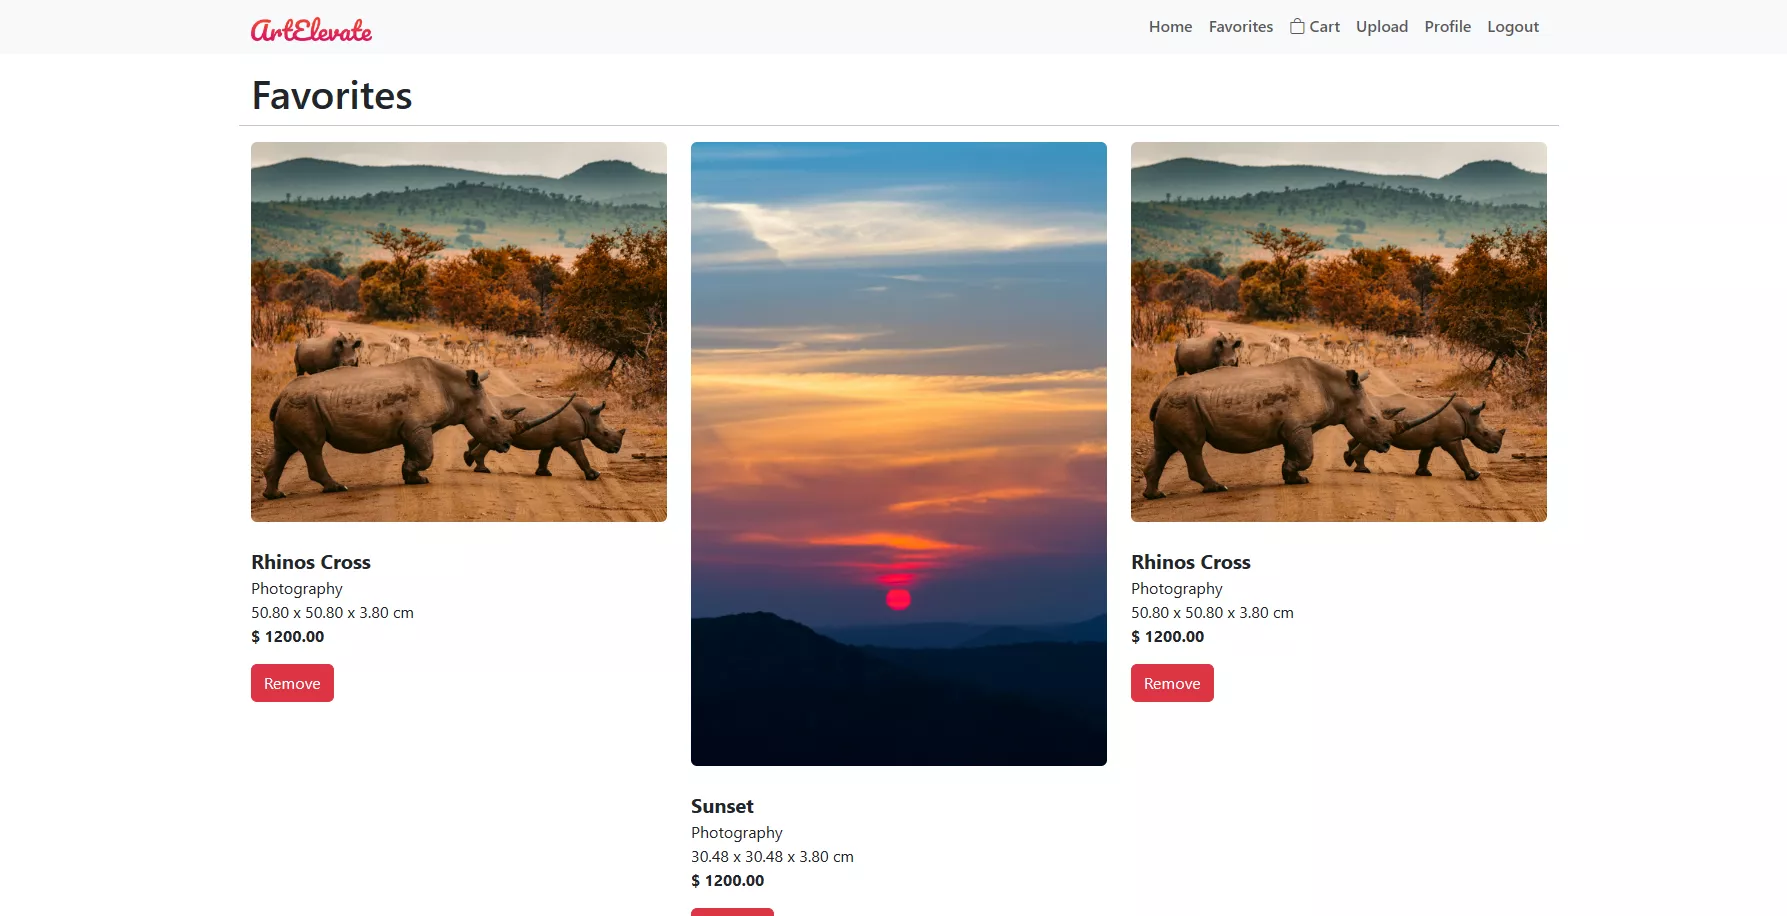 ArtElevate
Home Favorites Cart Upload Profile Logout
Favorites
Rhinos Cross
Photography
50.80 x 50.80 x 3.80 cm
$ 1200.00
Remove
Sunset
Photography
30.48 x 30.48 x 3.80 cm
$ 1200.00
Rhinos Cross
Photography
50.80 x 50.80 x 3.80 cm
$ 1200.00
Remove